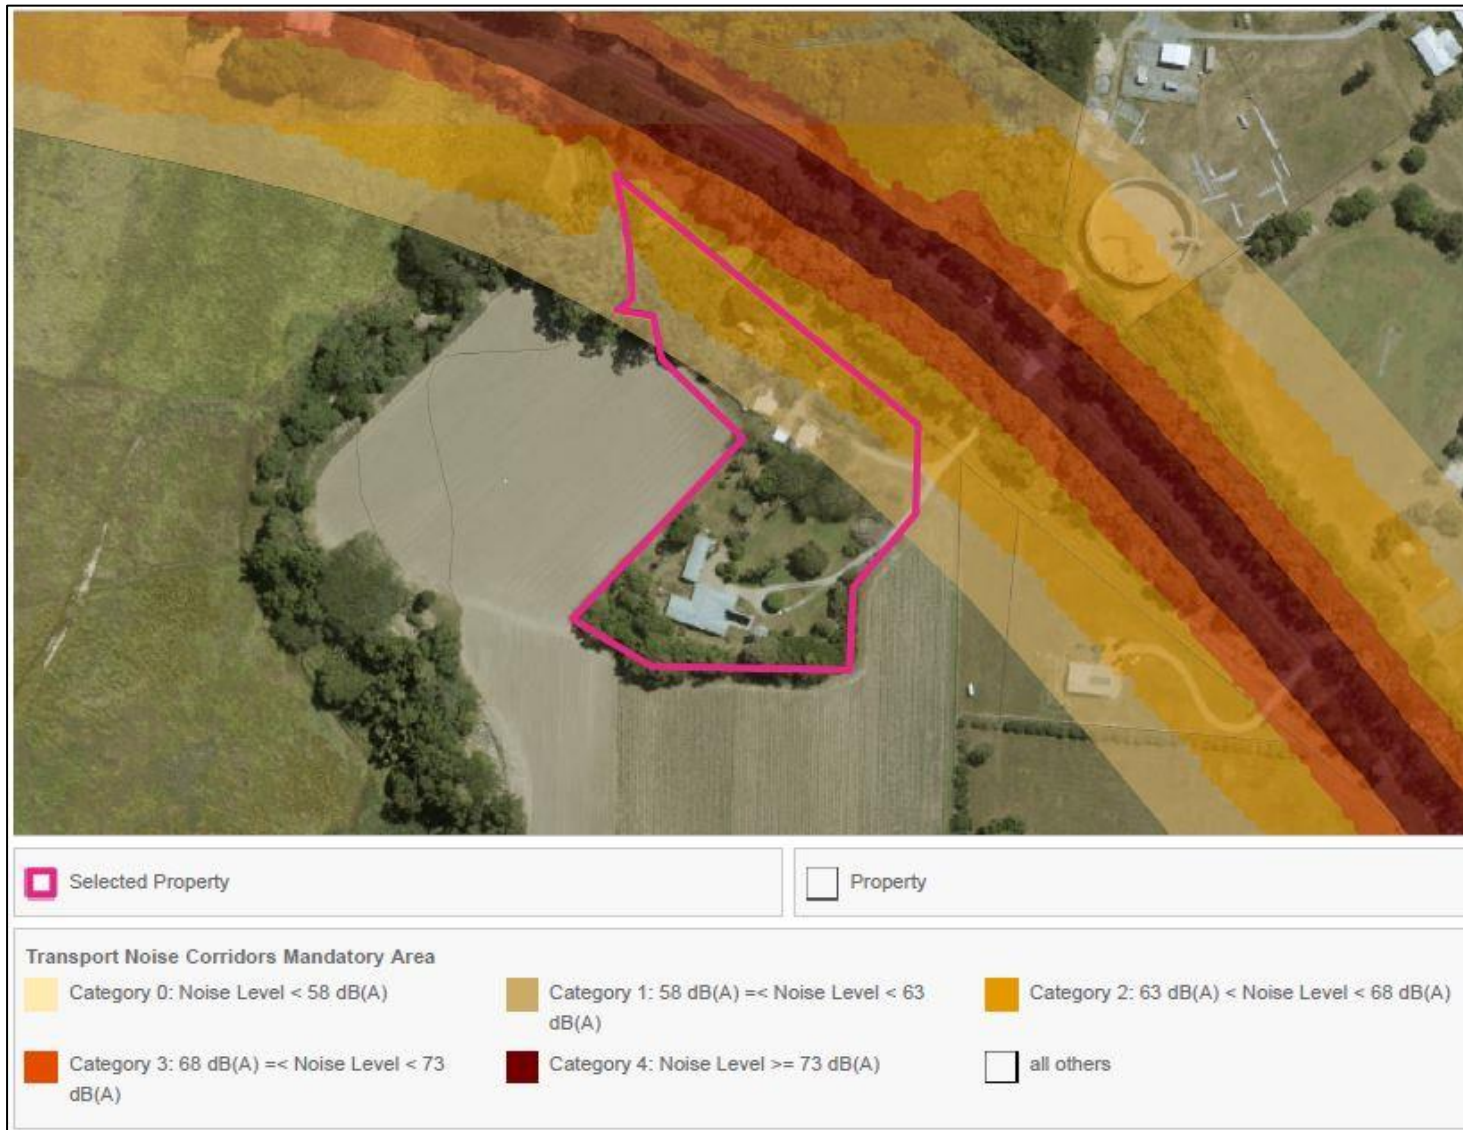 Selected Property
Property
Transport Noise Corridors Mandatory Area
Category 0: Noise Level < 58 dB(A)
Category 1: 58 dB(A) =< Noise Level < 63
dB(A)
Category 2: 63 dB(A) < Noise Level < 68 dB(A)
Category 3: 68 dB(A) =< Noise Level < 73
dB(A)
Category 4: Noise Level >= 73 dB(A)
all others